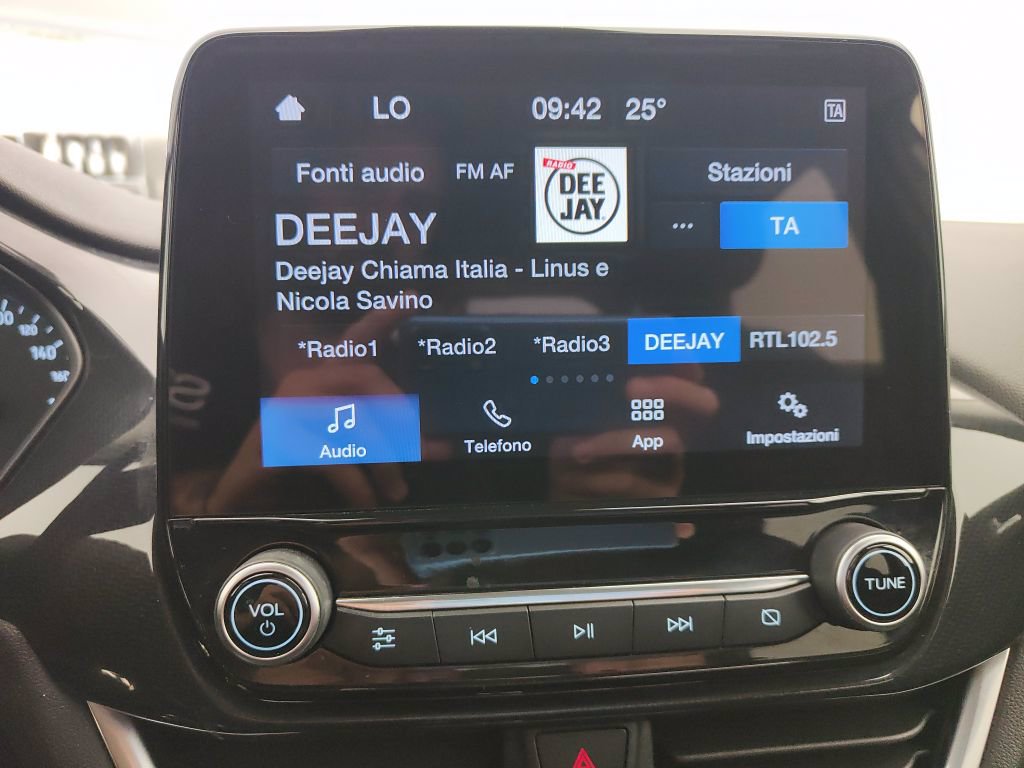 LO 09:42 25° TA
Fonti audio FM AF RADIO DEE JAY Stazioni
DEEJAY ... TA
Deejay Chiama Italia - Linus e
Nicola Savino
*Radio1 *Radio2 *Radio3 DEEJAY RTL102.5
Audio Telefono App Impostazioni
120
140
160
VOL TUNE